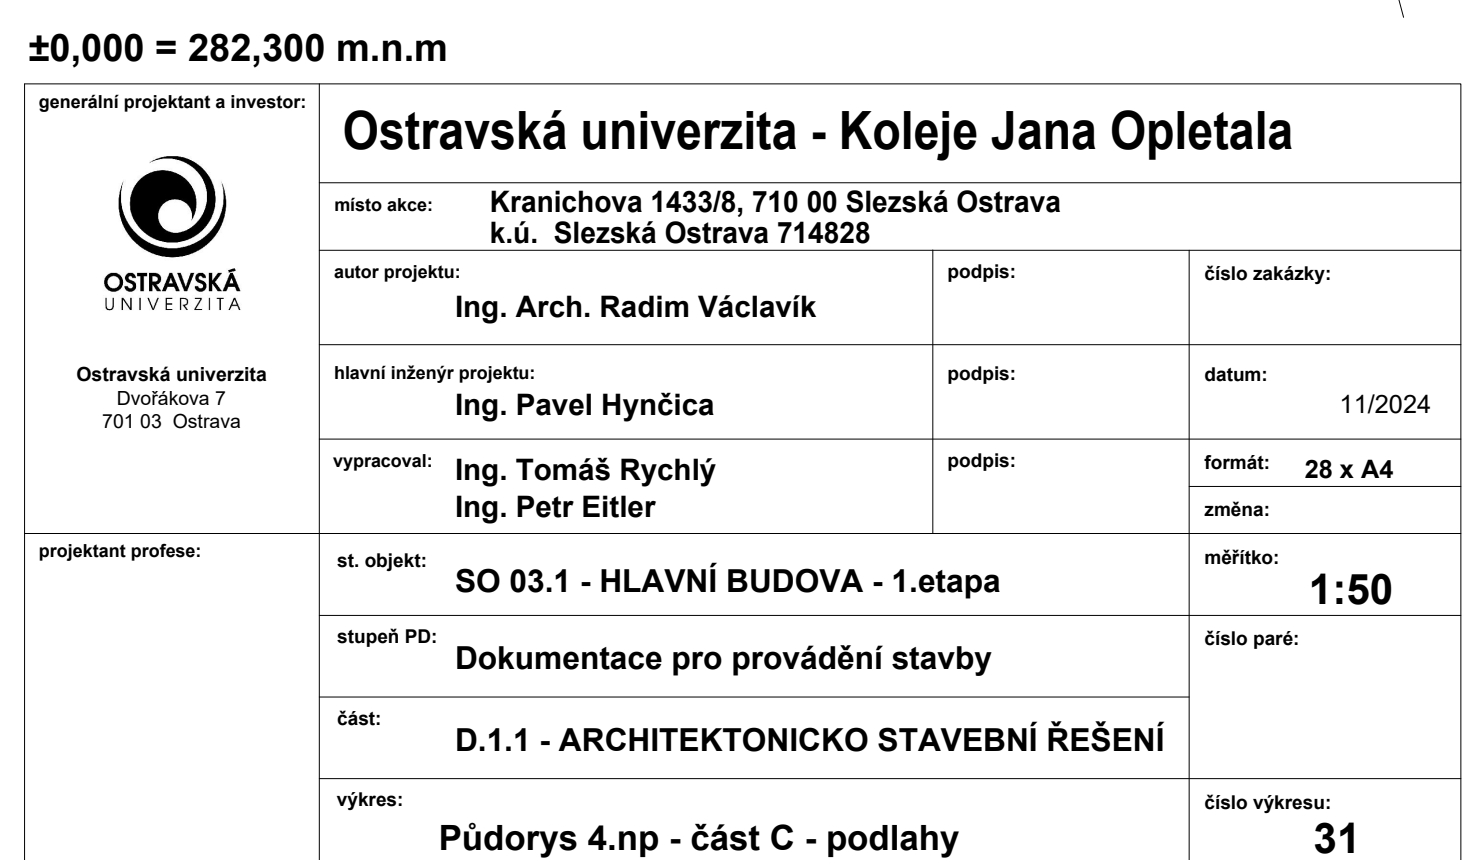 ±0,000 = 282,300 m.n.m
generální projektant a investor:
OSTRAVSKÁ
UNIVERZITA
Ostravská univerzita
Dvořákova 7
701 03 Ostrava
Ostravská univerzita - Koleje Jana Opletala
místo akce:
Kranichova 1433/8, 710 00 Slezská Ostrava
k.ú. Slezská Ostrava 714828
autor projektu:
Ing. Arch. Radim Václavík
podpis:
číslo zakázky:
hlavní inženýr projektu:
Ing. Pavel Hynčica
podpis:
datum:
11/2024
vypracoval:
Ing. Tomáš Rychlý
Ing. Petr Eitler
podpis:
formát: 28 x A4
změna:
projektant profese:
st. objekt:
SO 03.1 - HLAVNÍ BUDOVA - 1.etapa
měřítko:
1:50
stupeň PD:
Dokumentace pro provádění stavby
číslo paré:
část:
D.1.1 - ARCHITEKTONICKO STAVEBNÍ ŘEŠENÍ
výkres:
Půdorys 4.np - část C - podlahy
číslo výkresu:
31